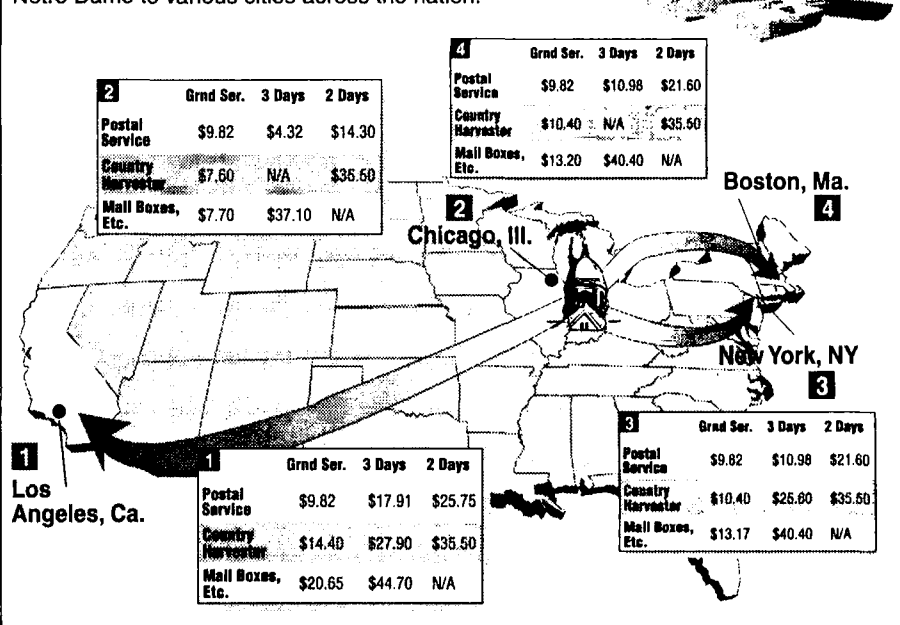 Notre Dame to various cities across the nation.
4 Grnd Ser. 3 Days 2 Days
Postal Service $9.82 $10.98 $21.60
Country Harvester $10.40 N/A $35.50
Mail Boxes, Etc. $13.20 $40.40 N/A
2 Grnd Ser. 3 Days 2 Days
Postal Service $9.82 $4.32 $14.30
Country Harvester $7.60 N/A $35.50
Mail Boxes, Etc. $7.70 $37.10 N/A
Boston, Ma.
4
2
Chicago, Ill.
New York, NY
3
1
Los
Angeles, Ca.
3 Grnd Ser. 3 Days 2 Days
Postal Service $9.82 $10.98 $21.60
Country Harvester $10.40 $25.60 $35.50
Mail Boxes, Etc. $13.17 $40.40 N/A
1 Grnd Ser. 3 Days 2 Days
Postal Service $9.82 $17.91 $25.75
Country Harvester $14.40 $27.90 $35.50
Mail Boxes, Etc. $20.65 $44.70 N/A